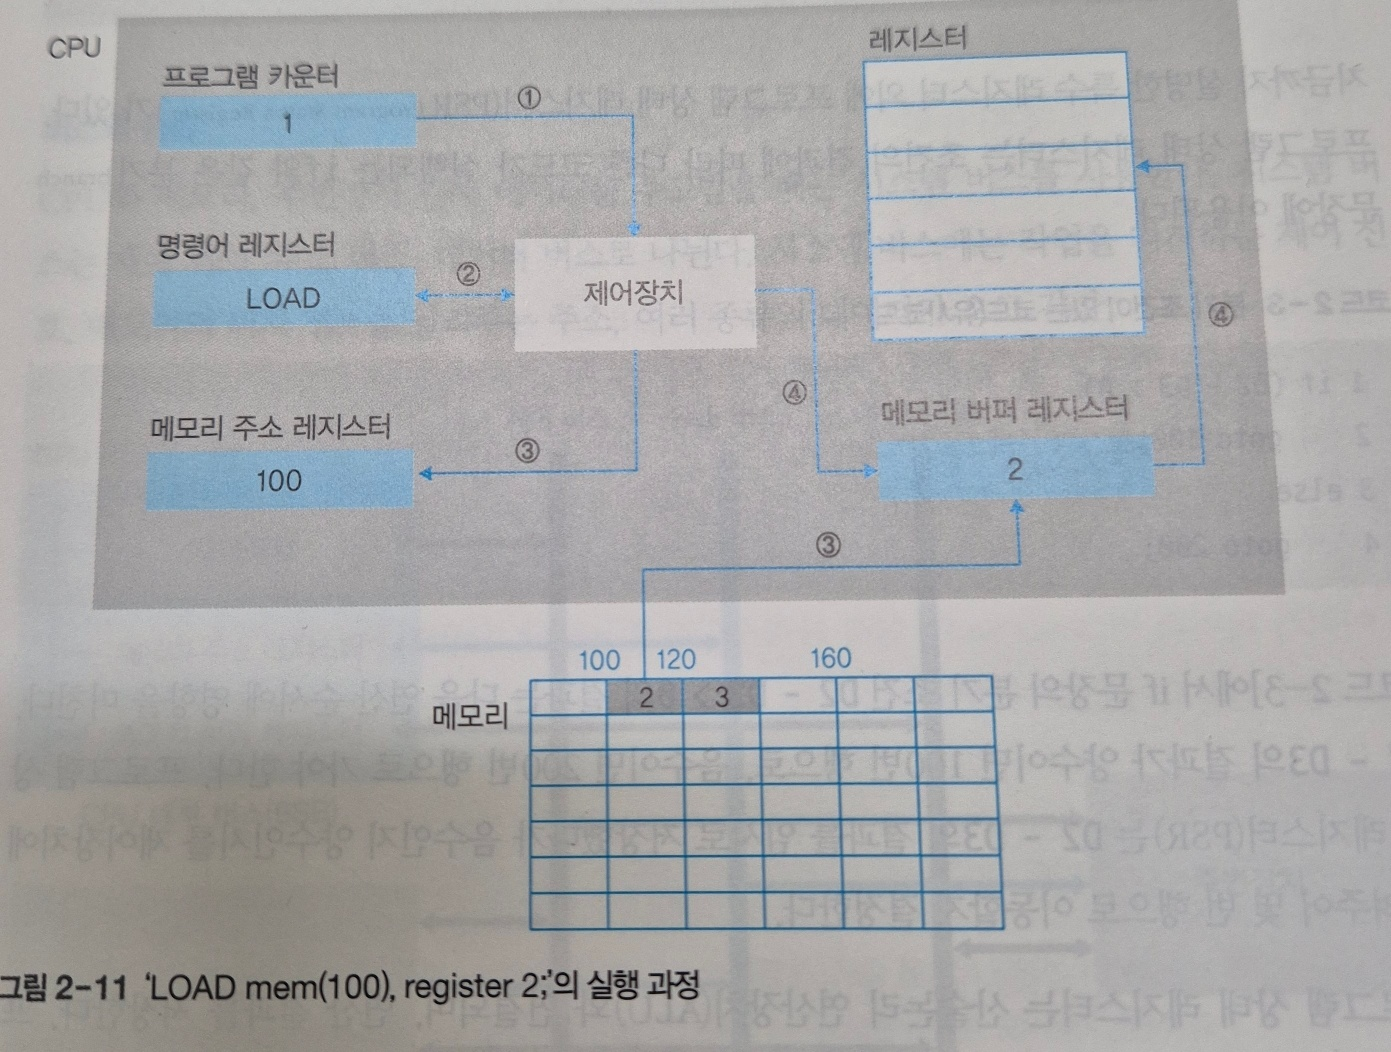 CPU
프로그램 카운터
1
①
레지스터
명령어 레지스터
LOAD
②
제어장치
④
④
메모리 주소 레지스터
100
③
메모리 버퍼 레지스터
2
③
100 120 160
메모리
2 3
그림 2-11 'LOAD mem(100), register 2;'의 실행 과정